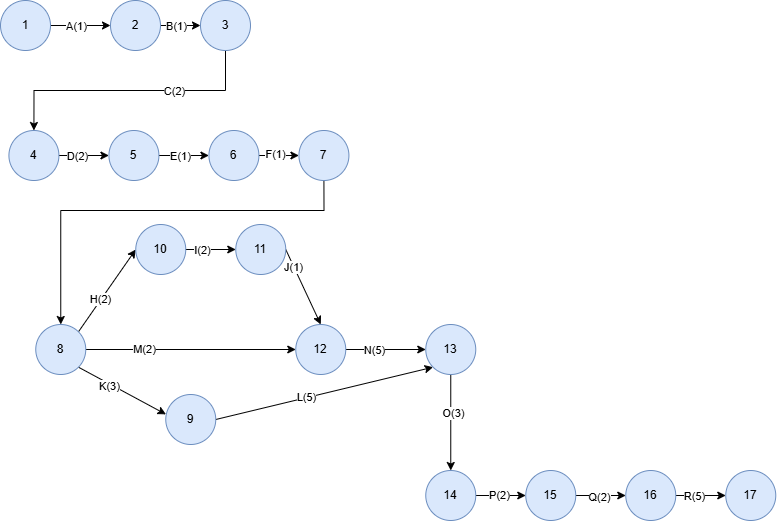 1 A(1) 2 B(1) 3
C(2)
4 D(2) 5 E(1) 6 F(1) 7
10 I(2) 11
J(1)
H(2)
8 M(2) 12 N(5) 13
K(3)
L(5)
9
O(3)
14 P(2) 15 Q(2) 16 R(5) 17